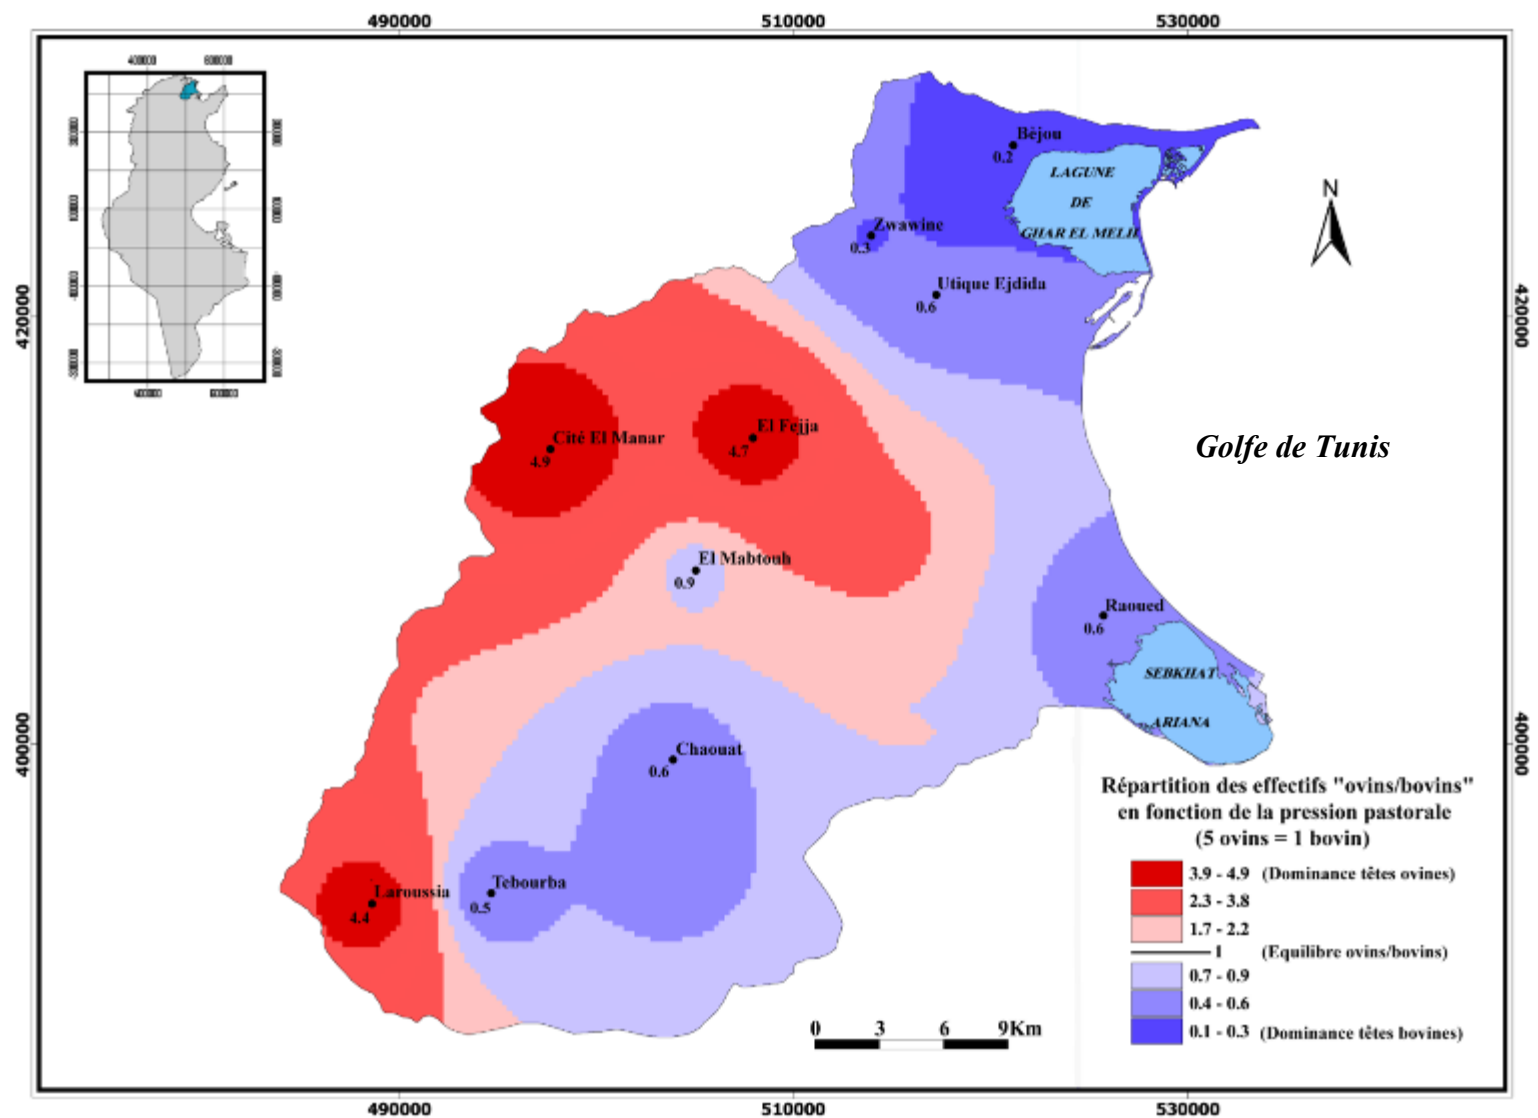 490000
510000
530000
400000
600000
420000
420000
400000
400000
N
Bèjou
0.2
LAGUNE
DE
GHAR EL MELH
Zwawine
0.3
Utique Ejdida
0.6
Golfe de Tunis
Cité El Manar
4.9
El Fejja
4.7
El Mabtouh
0.9
Raoued
0.6
SEBKHAT
ARIANA
Chaouat
0.6
Tebourba
0.5
Laroussia
4.4
Répartition des effectifs "ovins/bovins"
en fonction de la pression pastorale
(5 ovins = 1 bovin)
3.9 - 4.9 (Dominance têtes ovines)
2.3 - 3.8
1.7 - 2.2
1 (Equilibre ovins/bovins)
0.7 - 0.9
0.4 - 0.6
0.1 - 0.3 (Dominance têtes bovines)
0 3 6 9Km
490000
510000
530000